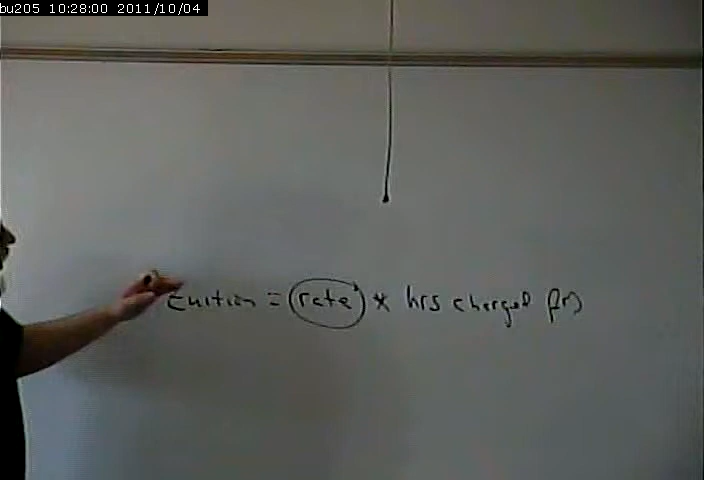 bu205 10:28:00 2011/10/04
tuition = (rate) * hrs charged for)